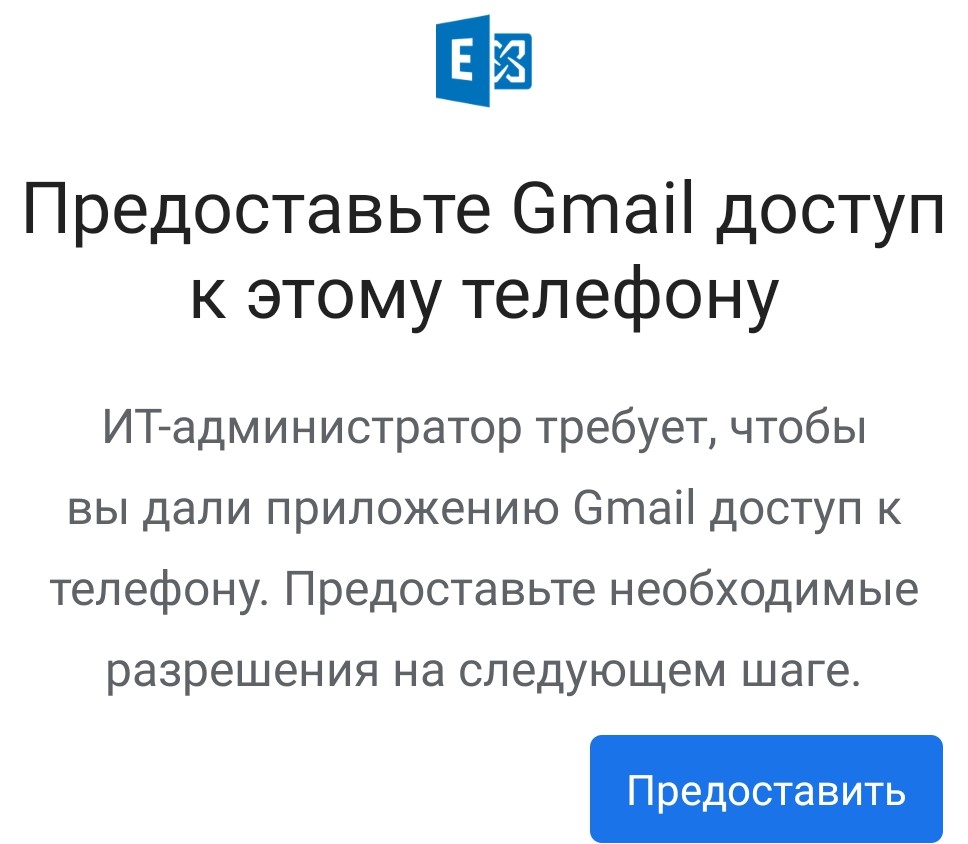 E
Предоставьте Gmail доступ
к этому телефону
ИТ-администратор требует, чтобы
вы дали приложению Gmail доступ к
телефону. Предоставьте необходимые
разрешения на следующем шаге.
Предоставить